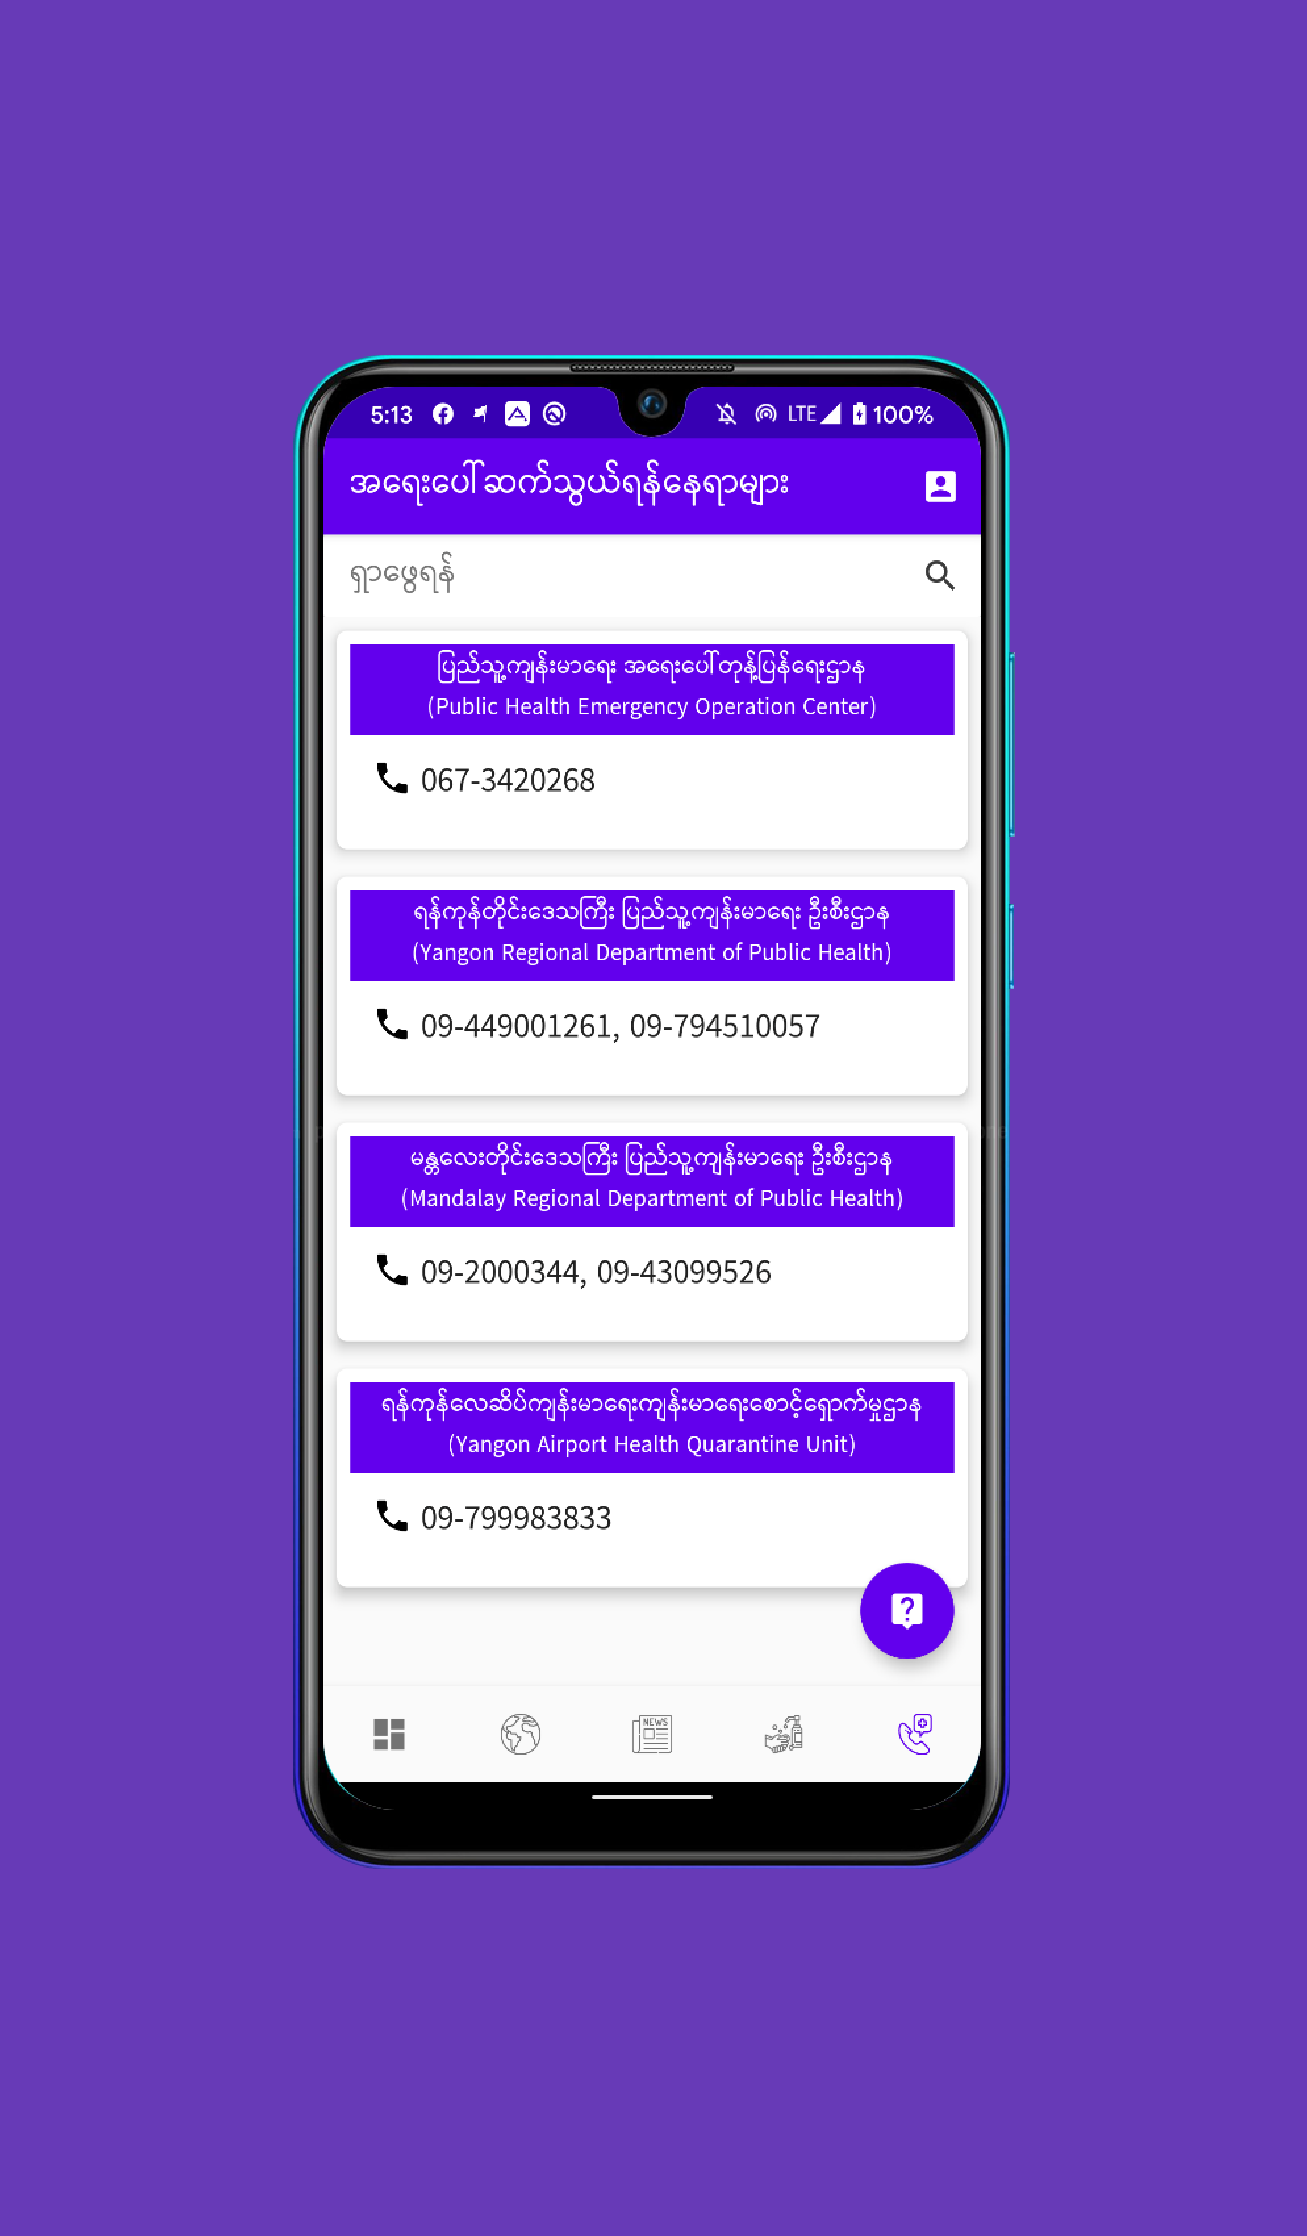 5:13 LTE 100%
အရေးပေါ်ဆက်သွယ်ရန်နေရာများ
ရှာဖွေရန်
ပြည်သူ့ကျန်းမာရေး အရေးပေါ်တုန့်ပြန်ရေးဌာန
(Public Health Emergency Operation Center)
067-3420268
ရန်ကုန်တိုင်းဒေသကြီး ပြည်သူ့ကျန်းမာရေး ဦးစီးဌာန
(Yangon Regional Department of Public Health)
09-449001261, 09-794510057
မန္တလေးတိုင်းဒေသကြီး ပြည်သူ့ကျန်းမာရေး ဦးစီးဌာန
(Mandalay Regional Department of Public Health)
09-2000344, 09-43099526
ရန်ကုန်လေဆိပ်ကျန်းမာရေးကျန်းမာရေးစောင့်ရှောက်မှုဌာန
(Yangon Airport Health Quarantine Unit)
09-799983833
NEWS